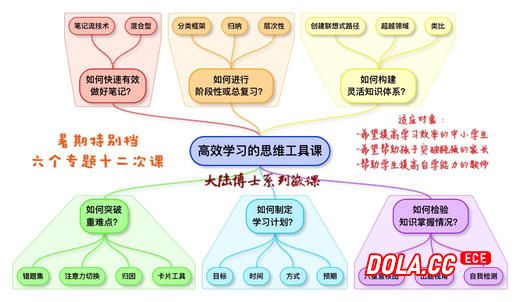 笔记流技术 混合型 分类框架 归纳 层次性 创建联想式路径 超越领域 类比
如何快速有效
做好笔记?
如何进行
阶段性或总复习?
如何构建
灵活知识体系?
暑期特别档
六个专题十二次课
高效学习的思维工具课
大陆博士系列微课
适应对象:
·希望提高学习效率的中小学生
·希望帮助孩子突破瓶颈的家长
·帮助学生提高自学能力的教师
如何突破
重难点?
如何制定
学习计划?
如何检验
知识掌握情况?
错题集 注意力切换 归因 卡片工具 目标 时间 方式 预期 自我检测
DOLA.CC ECE